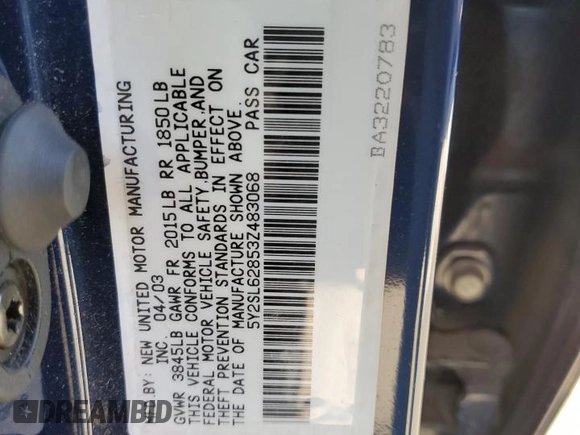 MFD.BY: NEW UNITED MOTOR MANUFACTURING
INC. 04/03
GVWR 3845LB GAWR FR 2015LB RR 1850LB
THIS VEHICLE CONFORMS TO ALL APPLICABLE
FEDERAL MOTOR VEHICLE SAFETY,BUMPER,AND
THEFT PREVENTION STANDARDS IN EFFECT ON
THE DATE OF MANUFACTURE SHOWN ABOVE.
5Y2SL62853Z483068 PASS CAR
BA3220783
DREAMBID